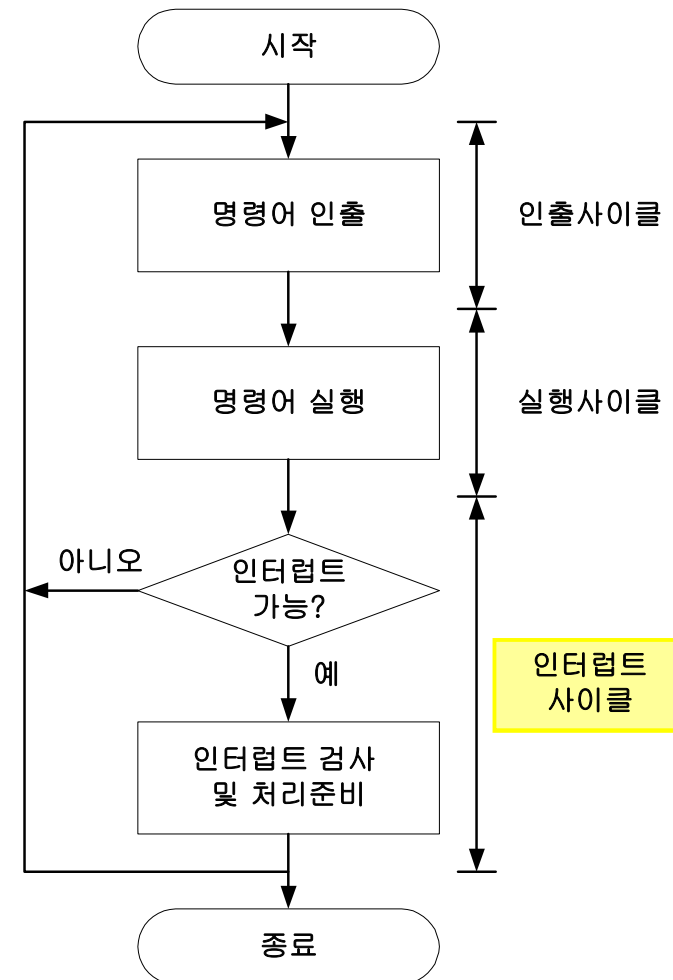 시작
명령어 인출
인출사이클
명령어 실행
실행사이클
아니오
인터럽트
가능?
예
인터럽트
사이클
인터럽트 검사
및 처리준비
종료